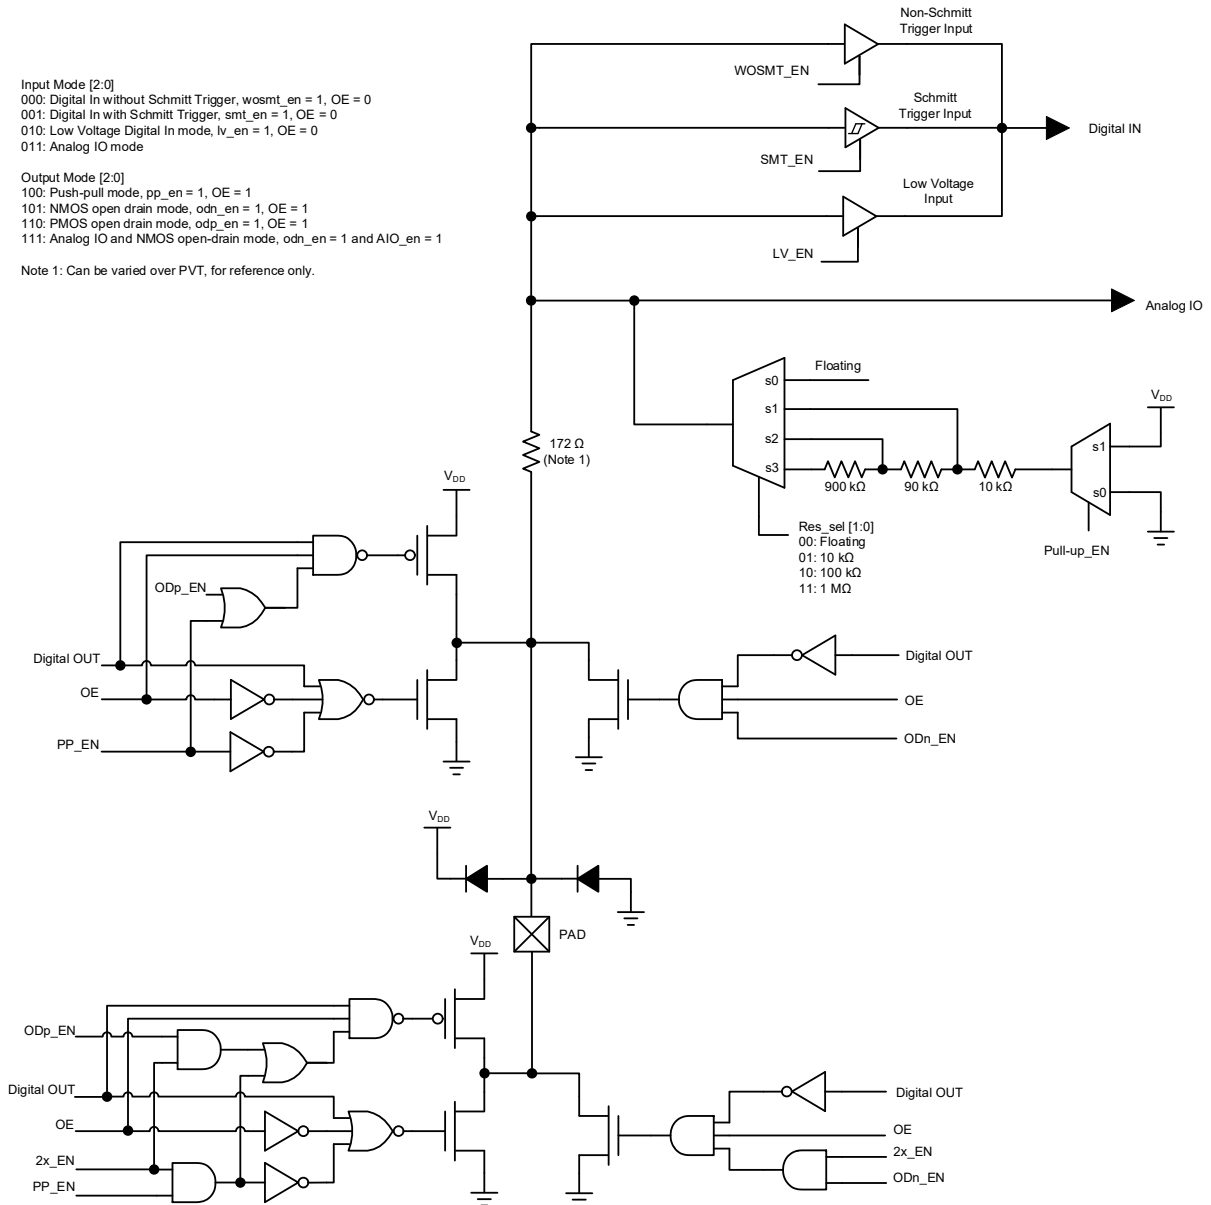 Non-Schmitt
Trigger Input
WOSMT_EN
Input Mode [2:0]
000: Digital In without Schmitt Trigger, wosmt_en = 1, OE = 0
001: Digital In with Schmitt Trigger, smt_en = 1, OE = 0
010: Low Voltage Digital In mode, lv_en = 1, OE = 0
011: Analog IO mode
Output Mode [2:0]
100: Push-pull mode, pp_en = 1, OE = 1
101: NMOS open drain mode, odn_en = 1, OE = 1
110: PMOS open drain mode, odp_en = 1, OE = 1
111: Analog IO and NMOS open-drain mode, odn_en = 1 and AIO_en = 1
Note 1: Can be varied over PVT, for reference only.
Schmitt
Trigger Input
Digital IN
SMT_EN
Low Voltage
Input
LV_EN
Analog IO
Floating
s0
s1
s2
s3
900 kΩ
90 kΩ
10 kΩ
VDD
s1
s0
Pull-up_EN
Res_sel [1:0]
00: Floating
01: 10 kΩ
10: 100 kΩ
11: 1 MΩ
172 Ω
(Note 1)
VDD
ODp_EN
Digital OUT
OE
PP_EN
Digital OUT
OE
ODn_EN
VDD
PAD
VDD
ODp_EN
Digital OUT
OE
2x_EN
PP_EN
Digital OUT
OE
2x_EN
ODn_EN